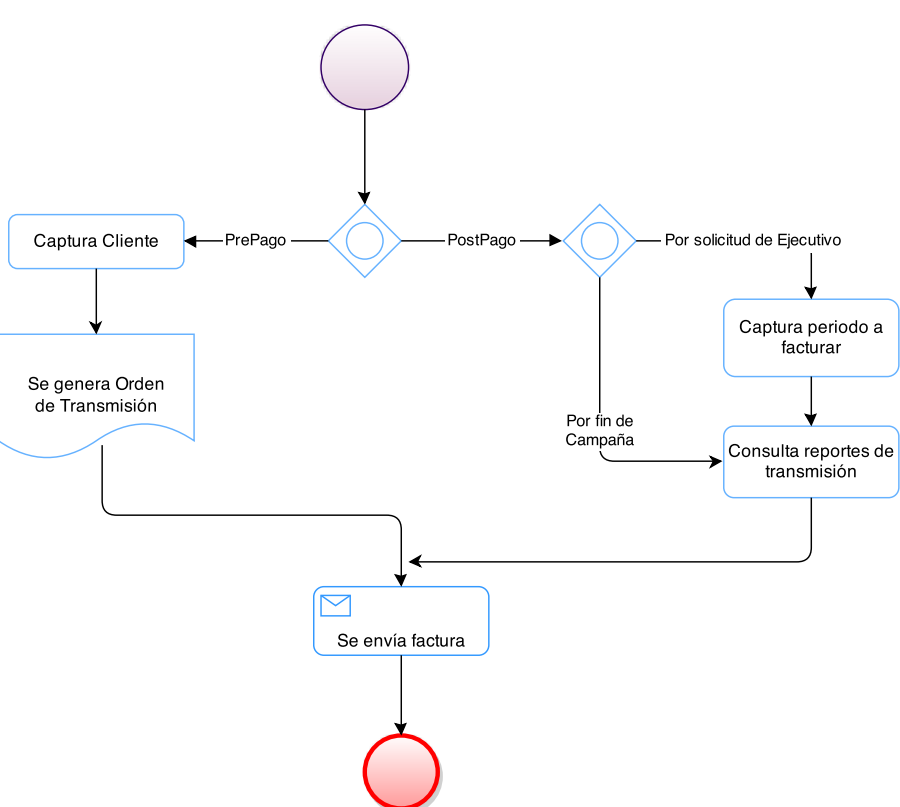 PrePago
PostPago
Por solicitud de Ejecutivo
Captura Cliente
Captura periodo a
facturar
Se genera Orden
de Transmisión
Por fin de
Campaña
Consulta reportes de
transmisión
Se envía factura